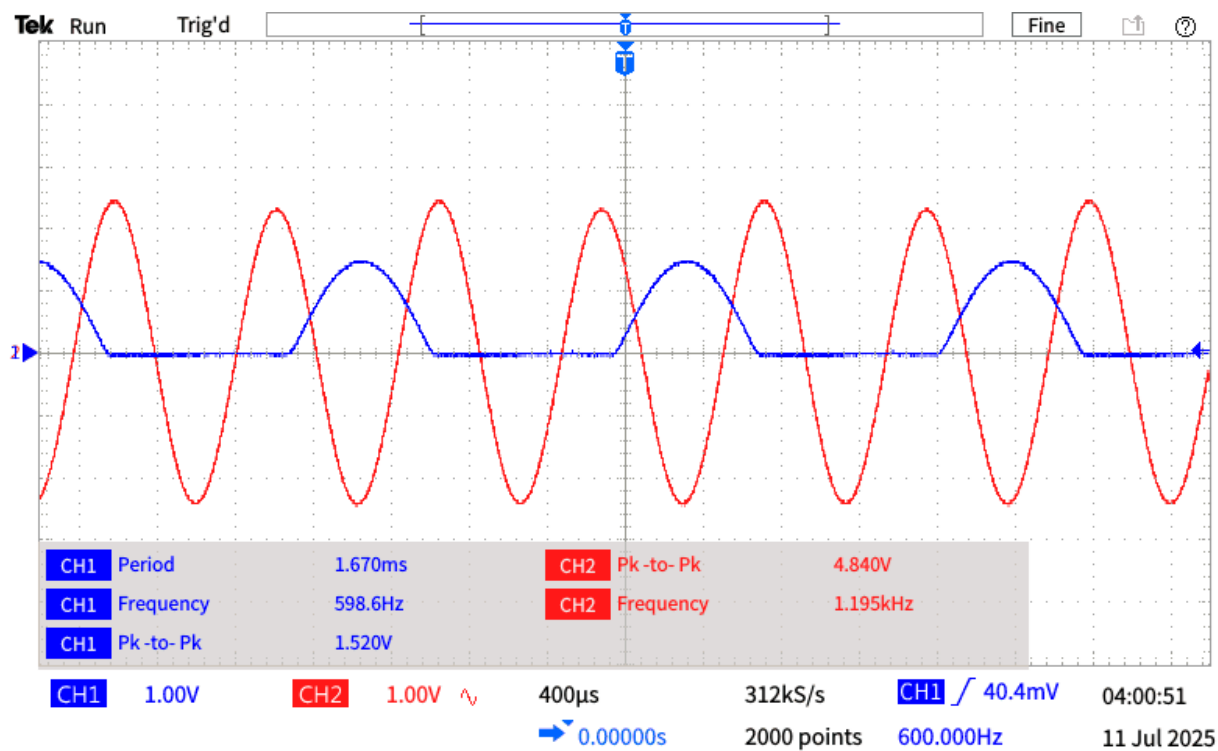 Tek Run Trig'd T Fine ?
T
1 2
CH1 Period 1.670ms CH2 Pk -to- Pk 4.840V
CH1 Frequency 598.6Hz CH2 Frequency 1.195kHz
CH1 Pk -to- Pk 1.520V
CH1 1.00V CH2 1.00V 400µs 312kS/s CH1 40.4mV 04:00:51
0.00000s 2000 points 600.000Hz 11 Jul 2025